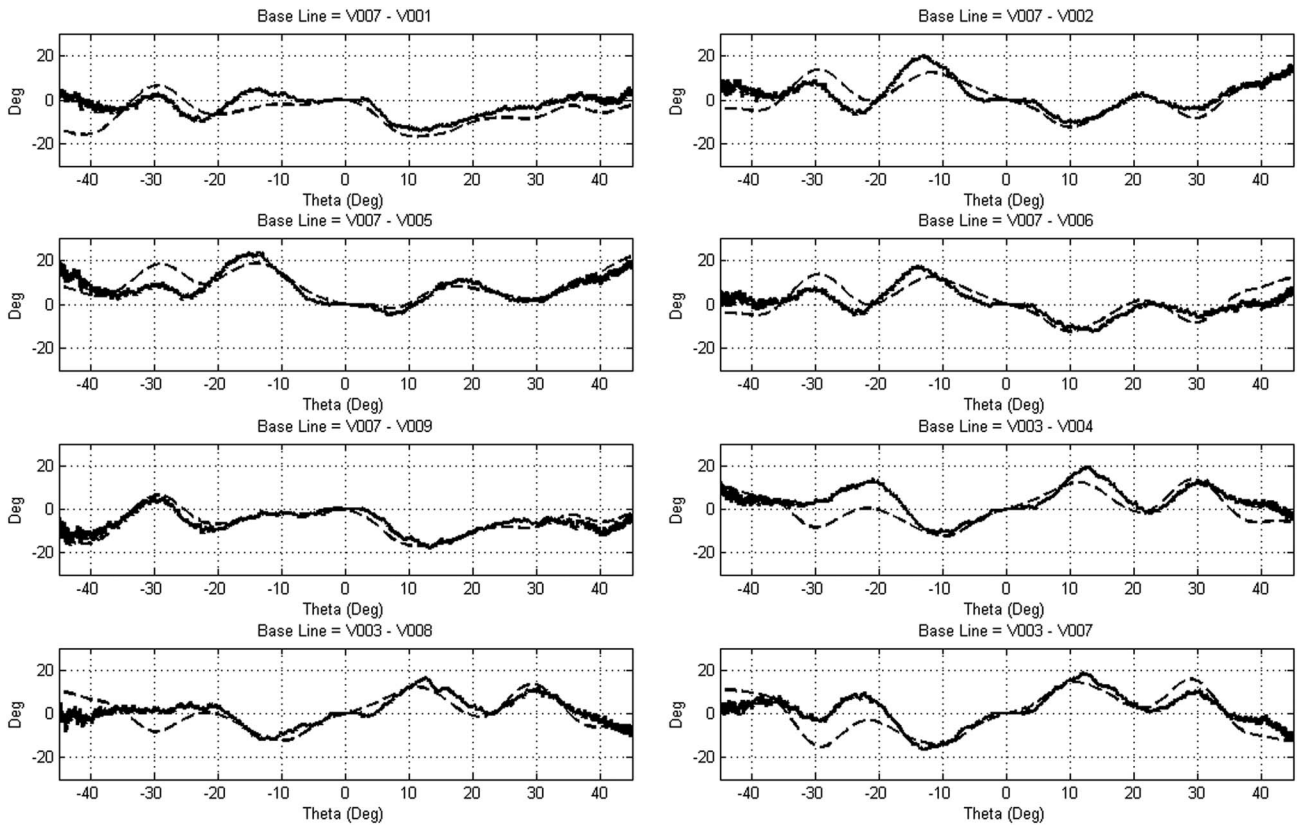 Base Line = V007 - V001
20
0
-20
Deg
-40 -30 -20 -10 0 10 20 30 40
Theta (Deg)
Base Line = V007 - V002
20
0
-20
Deg
-40 -30 -20 -10 0 10 20 30 40
Theta (Deg)
Base Line = V007 - V005
20
0
-20
Deg
-40 -30 -20 -10 0 10 20 30 40
Theta (Deg)
Base Line = V007 - V006
20
0
-20
Deg
-40 -30 -20 -10 0 10 20 30 40
Theta (Deg)
Base Line = V007 - V009
20
0
-20
Deg
-40 -30 -20 -10 0 10 20 30 40
Theta (Deg)
Base Line = V003 - V004
20
0
-20
Deg
-40 -30 -20 -10 0 10 20 30 40
Theta (Deg)
Base Line = V003 - V008
20
0
-20
Deg
-40 -30 -20 -10 0 10 20 30 40
Theta (Deg)
Base Line = V003 - V007
20
0
-20
Deg
-40 -30 -20 -10 0 10 20 30 40
Theta (Deg)